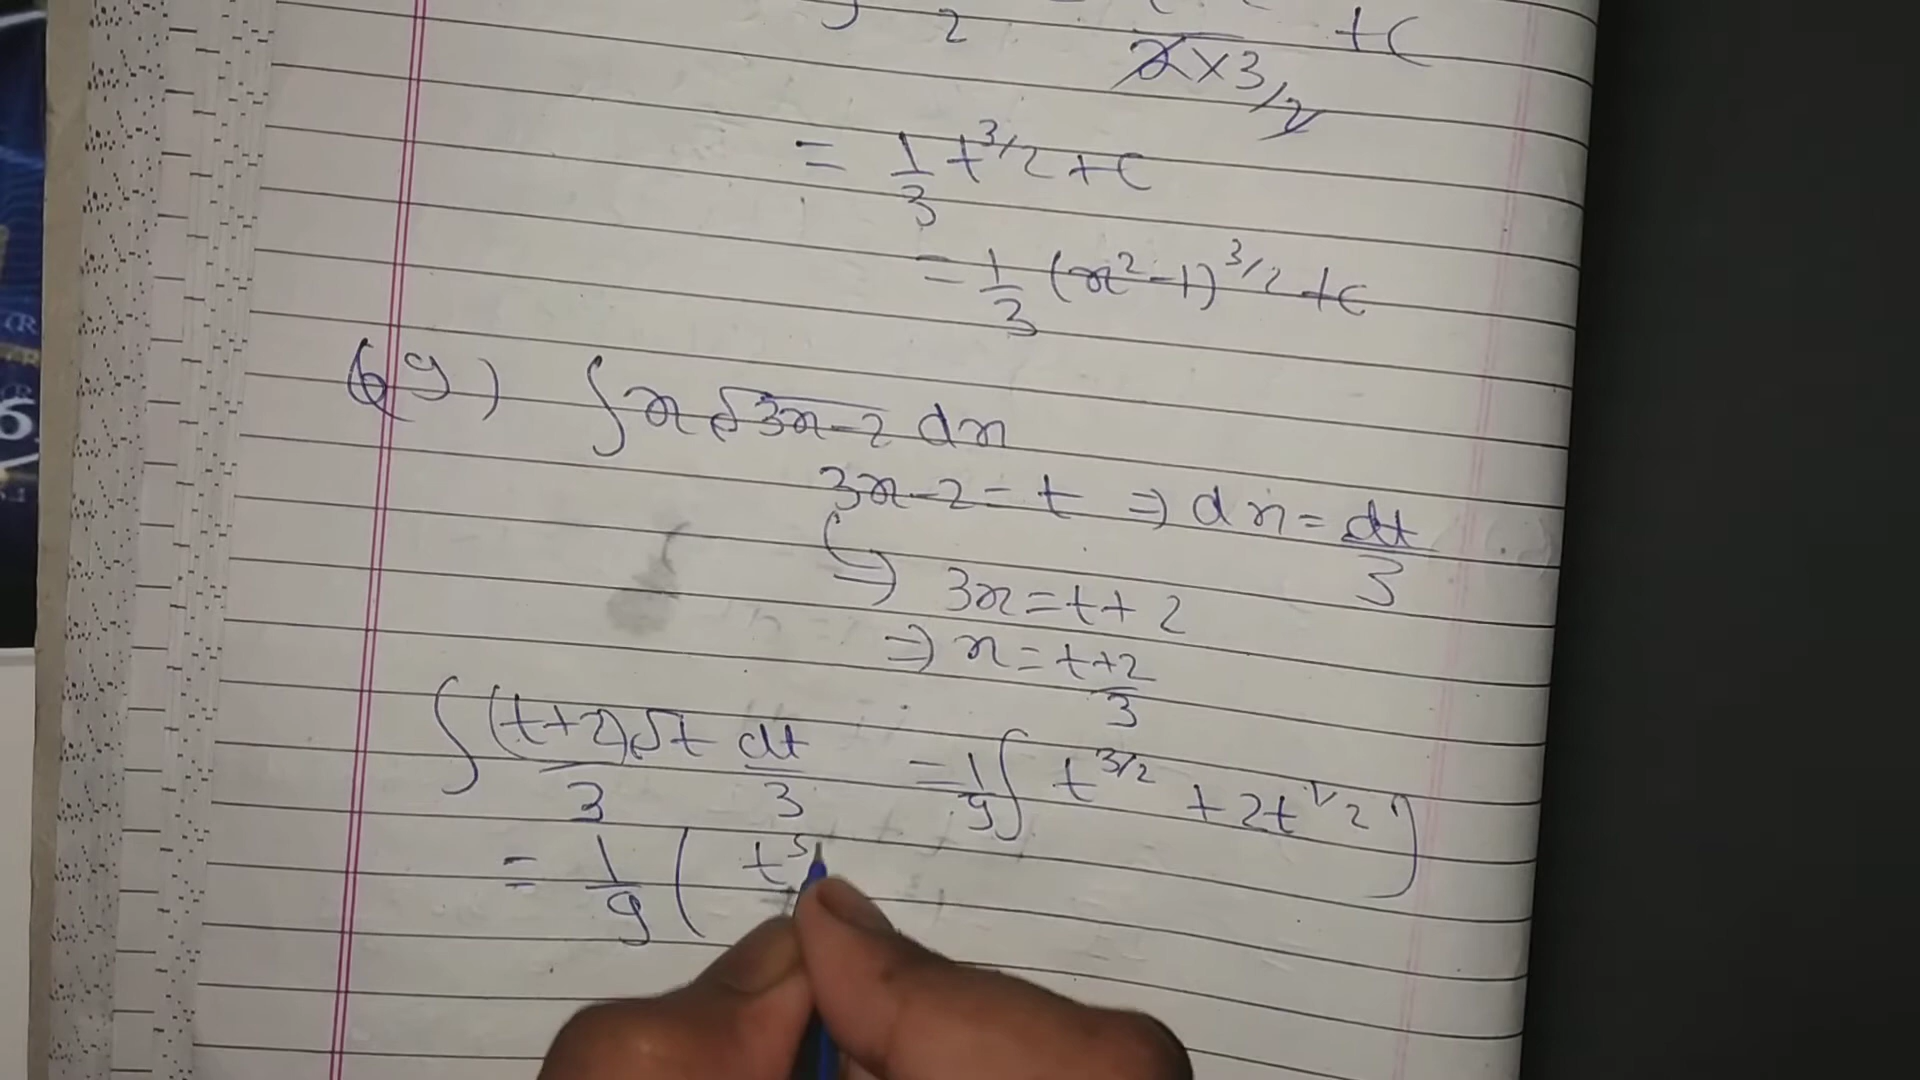 2 2×3/2 +c
= 1/3 t^3/2 +c
= 1/3 (x²-1)^3/2 +c
69) ∫x√3x-2 dx
3x-2=t ⇒ dx=dt/3
⇒ 3x=t+2
⇒ x=t+2/3
∫(t+2)√t/3 dt/3 =1/9∫ t^3/2 +2t^1/2)
= 1/9 ( t^5